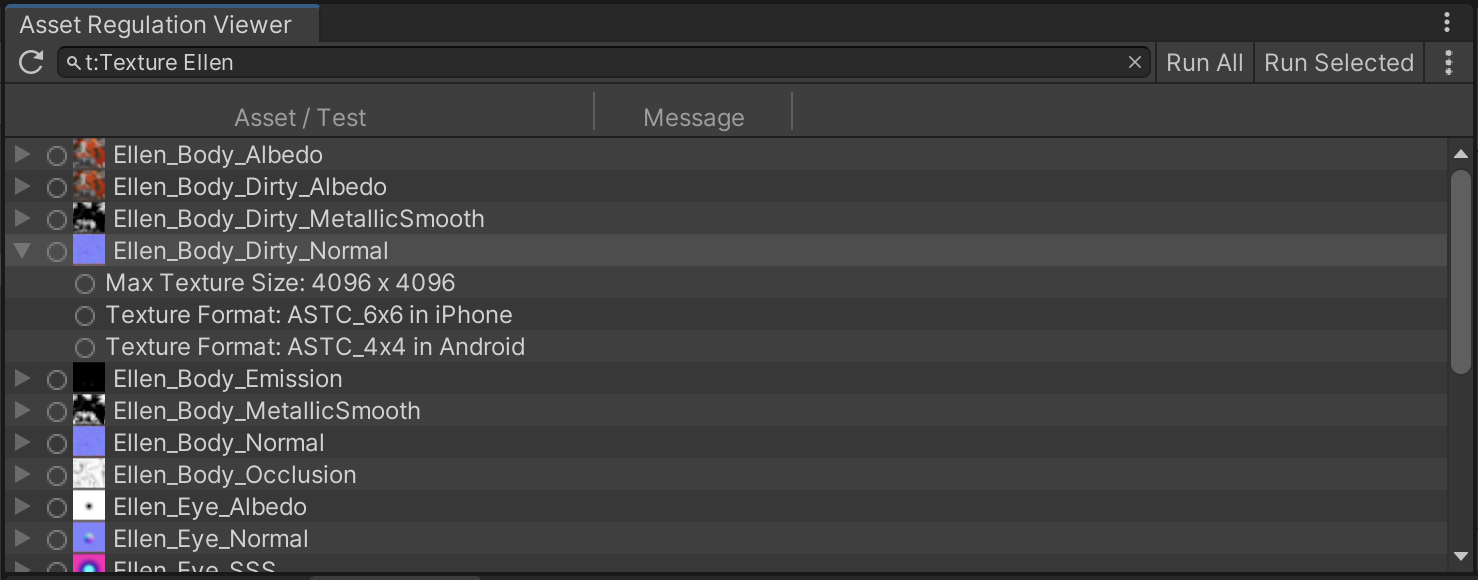 Asset Regulation Viewer
t:Texture Ellen
Run All
Run Selected
Asset / Test
Message
Ellen_Body_Albedo
Ellen_Body_Dirty_Albedo
Ellen_Body_Dirty_MetallicSmooth
Ellen_Body_Dirty_Normal
Max Texture Size: 4096 x 4096
Texture Format: ASTC_6x6 in iPhone
Texture Format: ASTC_4x4 in Android
Ellen_Body_Emission
Ellen_Body_MetallicSmooth
Ellen_Body_Normal
Ellen_Body_Occlusion
Ellen_Eye_Albedo
Ellen_Eye_Normal
Ellen_Eye_SSS